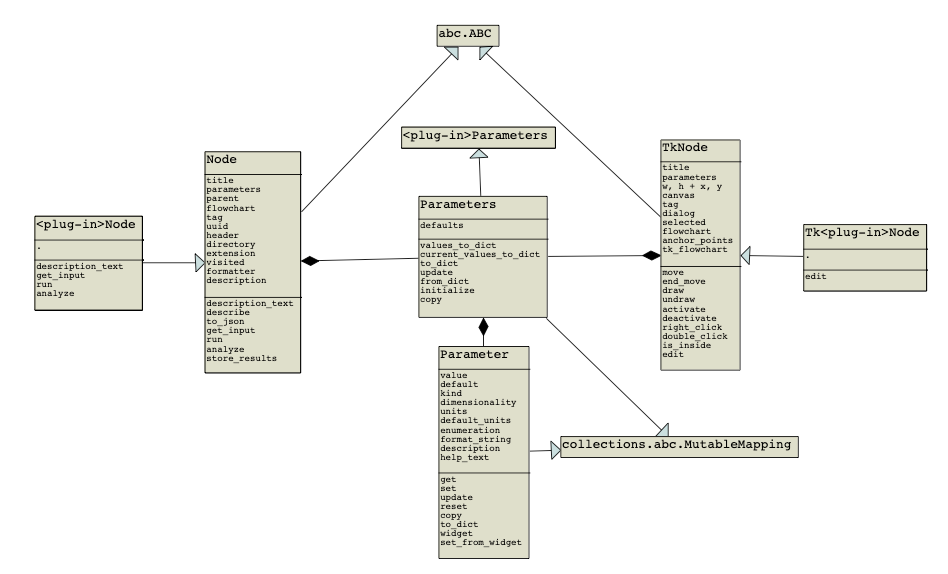 abc.ABC
<plug-in>Parameters
Node
title
parameters
parent
flowchart
tag
uuid
header
directory
extension
visited
formatter
description
description_text
describe
to_json
get_input
run
analyze
store_results
<plug-in>Node
.
description_text
get_input
run
analyze
Parameters
defaults
values_to_dict
current_values_to_dict
to_dict
update
from_dict
initialize
copy
TkNode
title
parameters
w, h + x, y
canvas
tag
dialog
selected
flowchart
anchor_points
tk_flowchart
move
end_move
draw
undraw
activate
deactivate
right_click
double_click
is_inside
edit
Tk<plug-in>Node
.
edit
Parameter
value
default
kind
dimensionality
units
default_units
enumeration
format_string
description
help_text
get
set
update
reset
copy
to_dict
widget
set_from_widget
collections.abc.MutableMapping